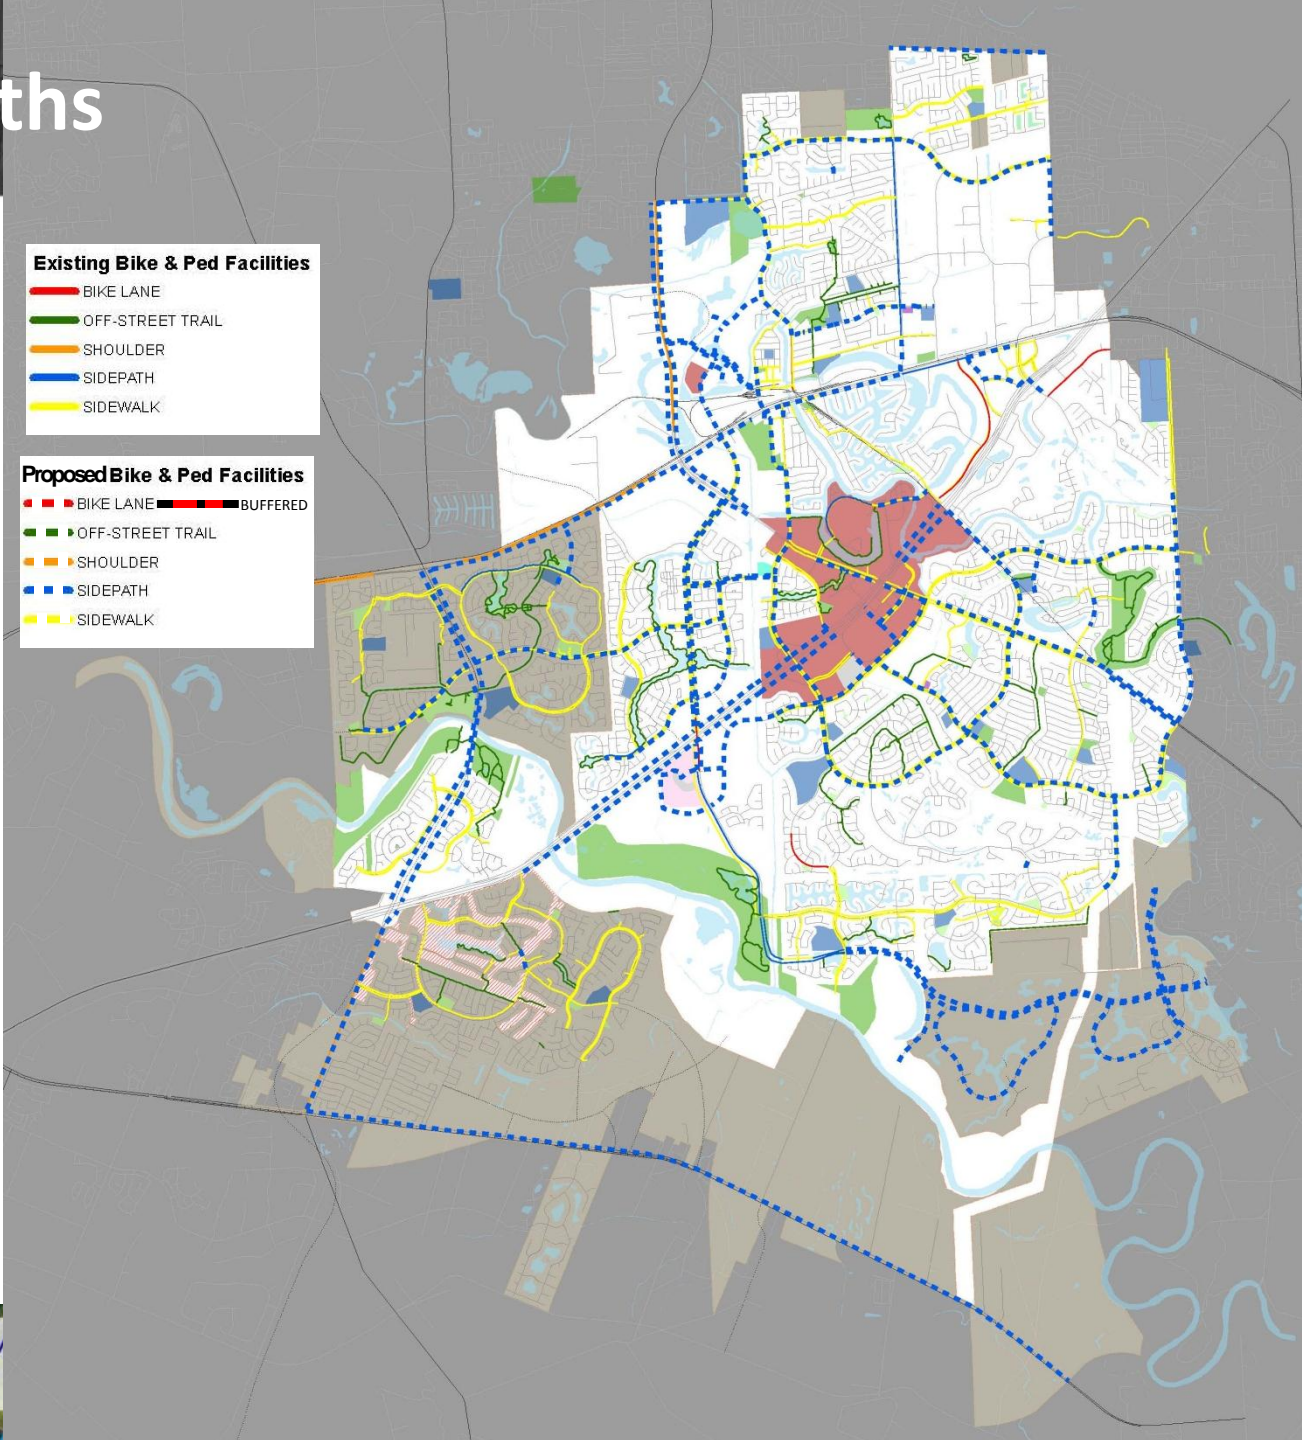 ths
Existing Bike & Ped Facilities
BIKE LANE
OFF-STREET TRAIL
SHOULDER
SIDEPATH
SIDEWALK
Proposed Bike & Ped Facilities
BIKE LANE BUFFERED
OFF-STREET TRAIL
SHOULDER
SIDEPATH
SIDEWALK